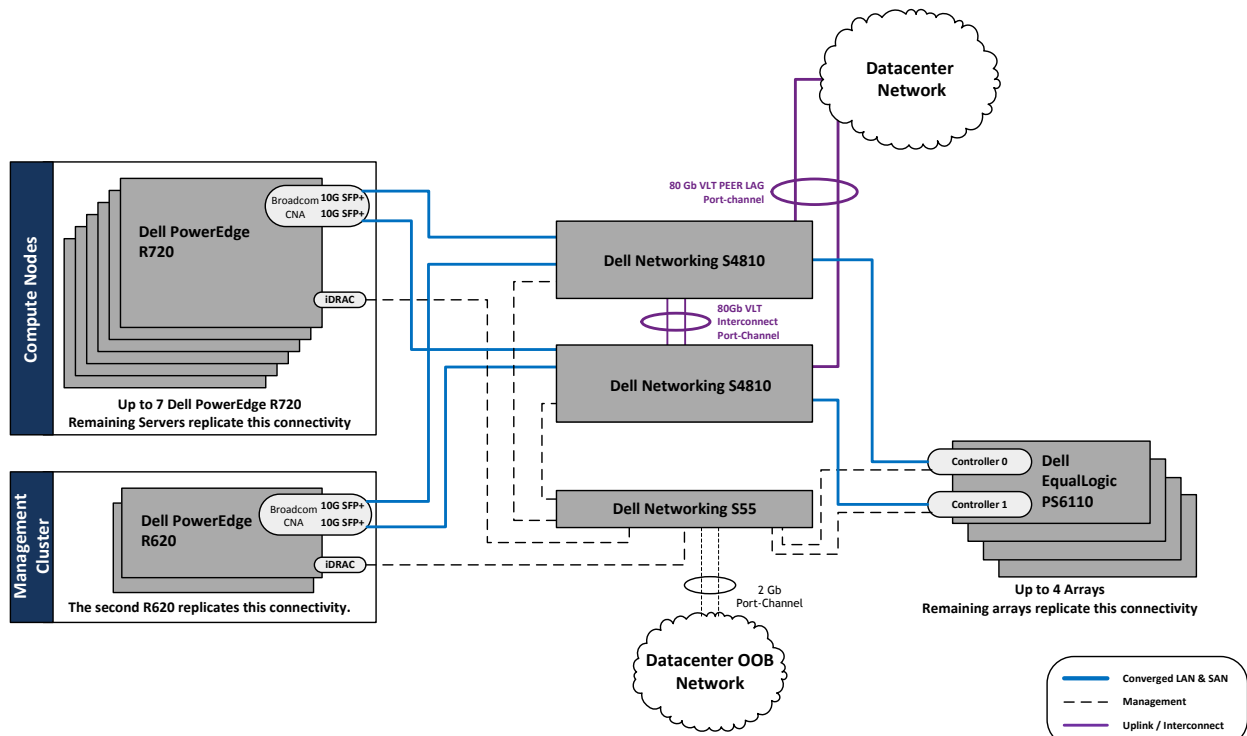 Datacenter
Network
Compute Nodes
Dell PowerEdge
R720
Broadcom
CNA
10G SFP+
10G SFP+
iDRAC
Up to 7 Dell PowerEdge R720
Remaining Servers replicate this connectivity
80 Gb VLT PEER LAG
Port-channel
Dell Networking S4810
80Gb VLT
Interconnect
Port-Channel
Dell Networking S4810
Management
Cluster
Dell PowerEdge
R620
Broadcom
CNA
10G SFP+
10G SFP+
iDRAC
The second R620 replicates this connectivity.
Dell Networking S55
2 Gb
Port-Channel
Datacenter OOB
Network
Controller 0
Controller 1
Dell
EqualLogic
PS6110
Up to 4 Arrays
Remaining arrays replicate this connectivity
Converged LAN & SAN
Management
Uplink / Interconnect